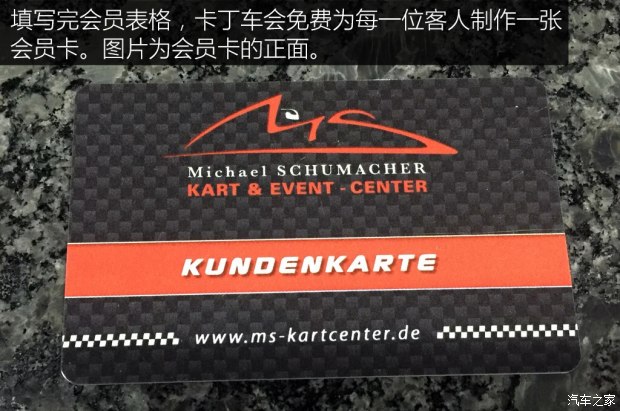 填写完会员表格，卡丁车会免费为每一位客人制作一张
会员卡。图片为会员卡的正面。
MS
Michael SCHUMACHER
KART & EVENT - CENTER
KUNDENKARTE
www.ms-kartcenter.de
汽车之家